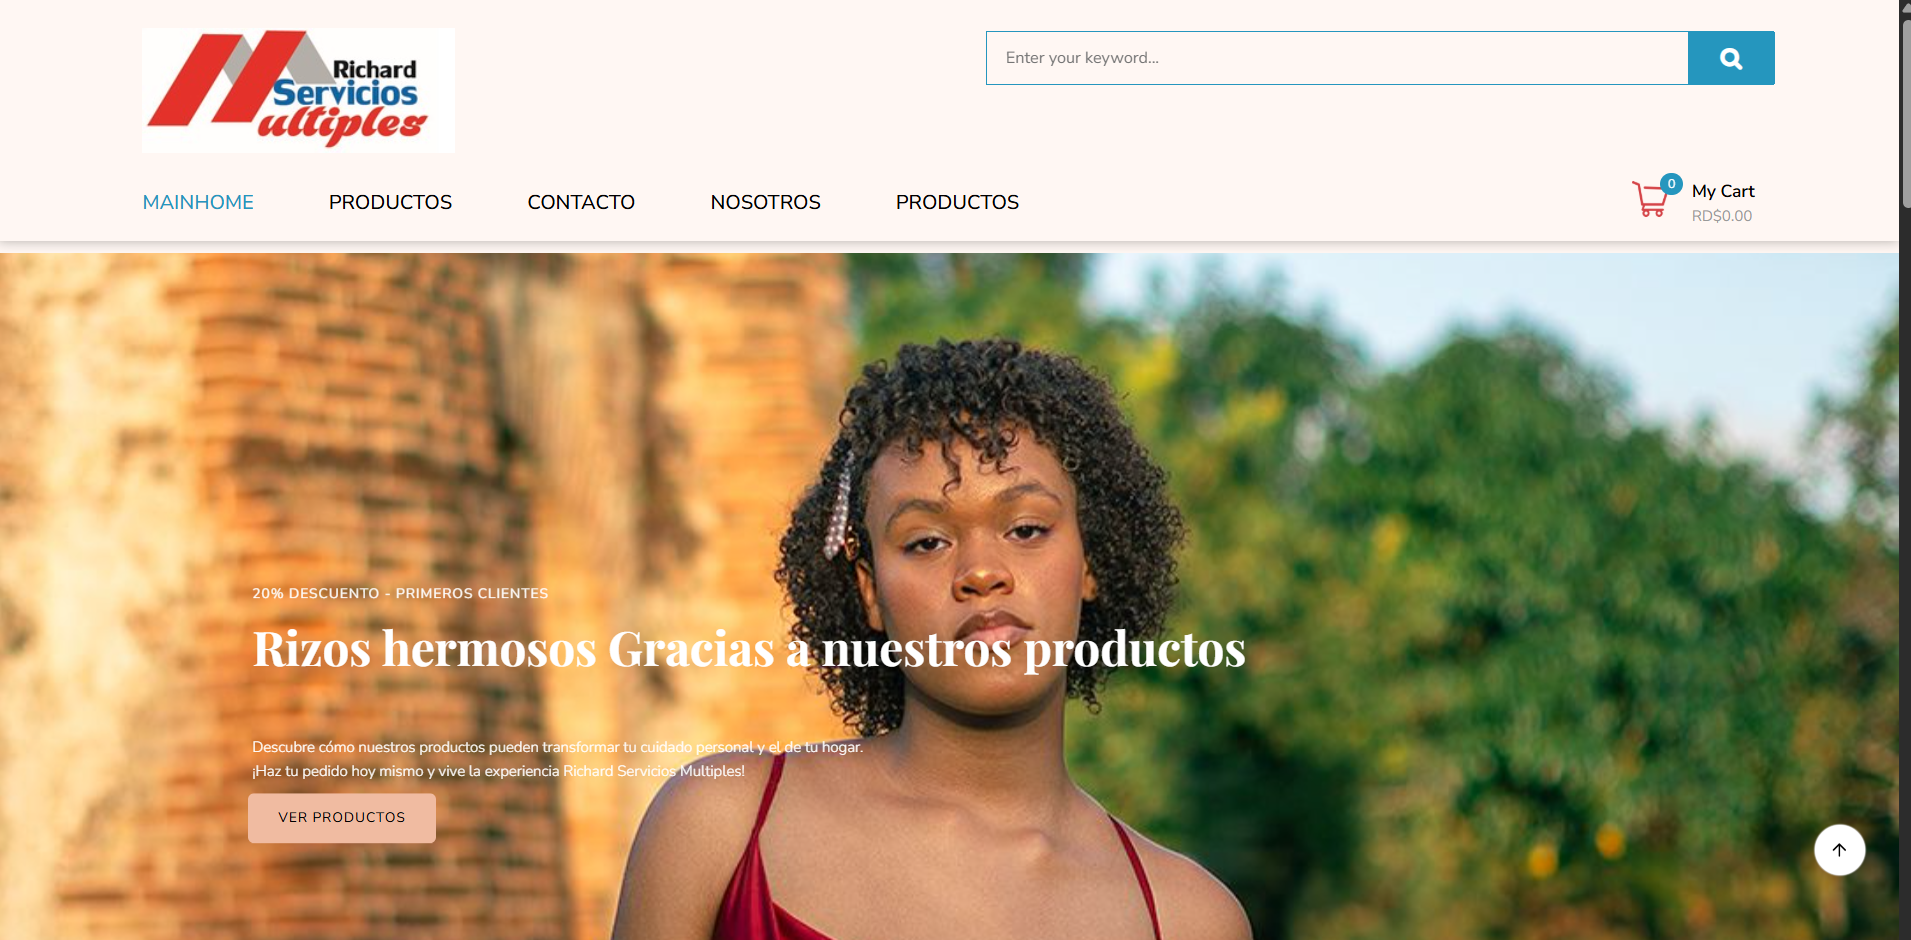 Richard
Servicios
Multiples
Enter your keyword...
MAINHOME
PRODUCTOS
CONTACTO
NOSOTROS
PRODUCTOS
0
My Cart
RD$0.00
20% DESCUENTO - PRIMEROS CLIENTES
Rizos hermosos Gracias a nuestros productos
Descubre cómo nuestros productos pueden transformar tu cuidado personal y el de tu hogar.
¡Haz tu pedido hoy mismo y vive la experiencia Richard Servicios Multiples!
VER PRODUCTOS